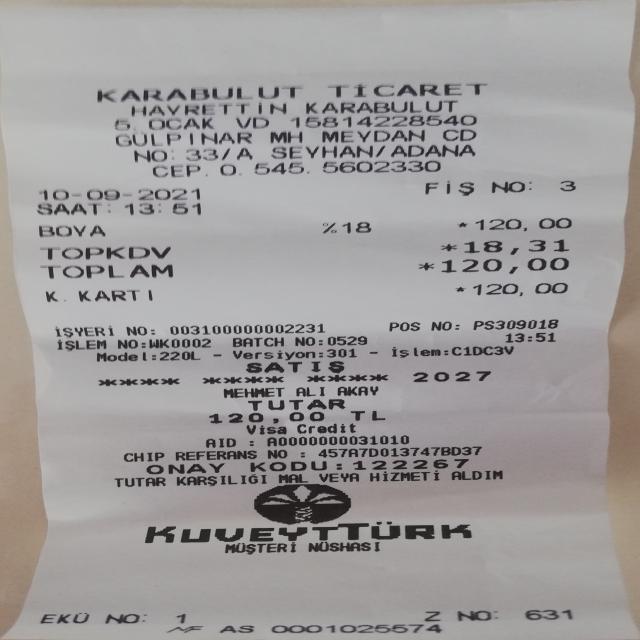 KARABULUT TİCARET
HAYRETTİN KARABULUT
5 OCAK VD 15814228540
GÜLPINAR MH MEYDAN CD
NO: 33/A SEYHAN/ADANA
CEP. 0. 545. 5602330
10-09-2021 FİŞ NO: 3
SAAT: 13:51
BOYA %18 *120,00
TOPKDV *18,31
TOPLAM *120,00
K. KARTI *120,00
İŞYERİ NO: 003100000002231 POS NO: PS309018
İŞLEM NO:WK0002 BATCH NO:0529 13:51
Model:220L - Versiyon:301 - İşlem:C1DC3V
SATIŞ
**** **** **** 2027
MEHMET ALİ AKAY
TUTAR
120,00 TL
Visa Credit
AID : A0000000031010
CHIP REFERANS NO : 457A7D013747BD37
ONAY KODU:122267
TUTAR KARŞILIĞI MAL VEYA HİZMETİ ALDIM
KUVEYTTÜRK
MÜŞTERİ NÜSHASI
EKÜ NO: 1 Z NO: 631
MF AS 0001025574